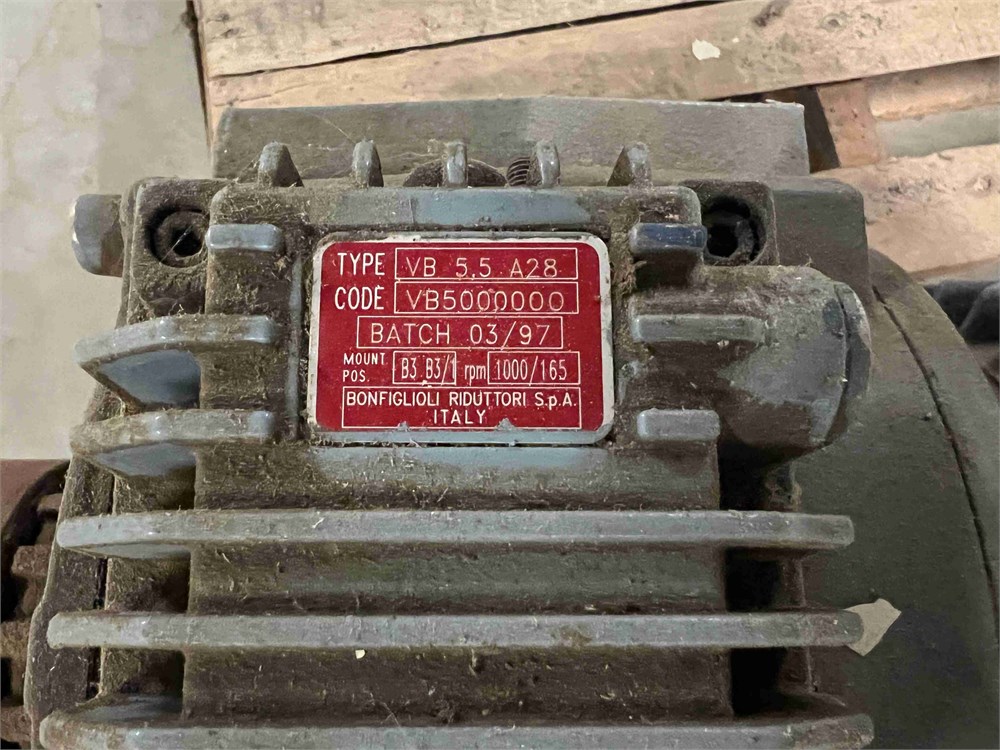 TYPE VB 5,5 A28
CODE VB5000000
BATCH 03/97
MOUNT POS. B3 B3/1 rpm 1000/165
BONFIGLIOLI RIDUTTORI S.p.A.
ITALY